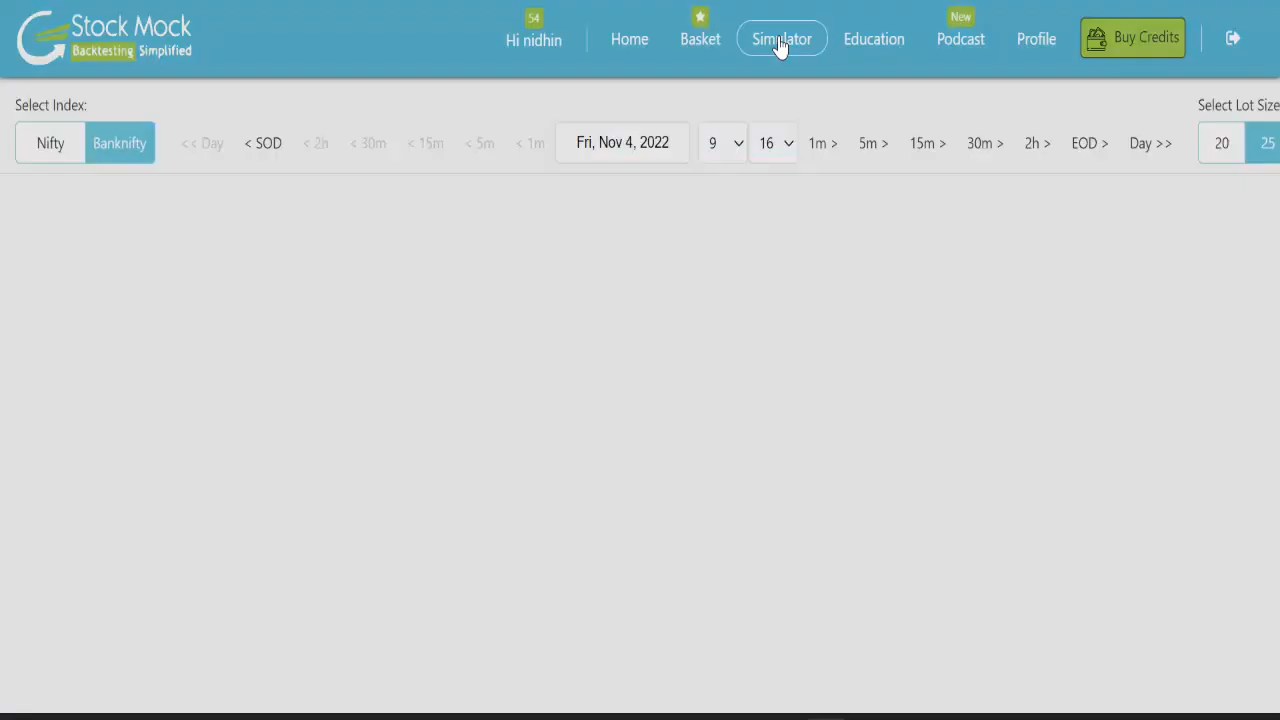 Stock Mock
Backtesting Simplified
54
Hi nidhin
Home
Basket
Simulator
Education
New
Podcast
Profile
Buy Credits
Select Index:
Select Lot Size
Nifty
Banknifty
<< Day
< SOD
< 2h
< 30m
< 15m
< 5m
< 1m
Fri, Nov 4, 2022
9
16
1m >
5m >
15m >
30m >
2h >
EOD >
Day >>
20
25